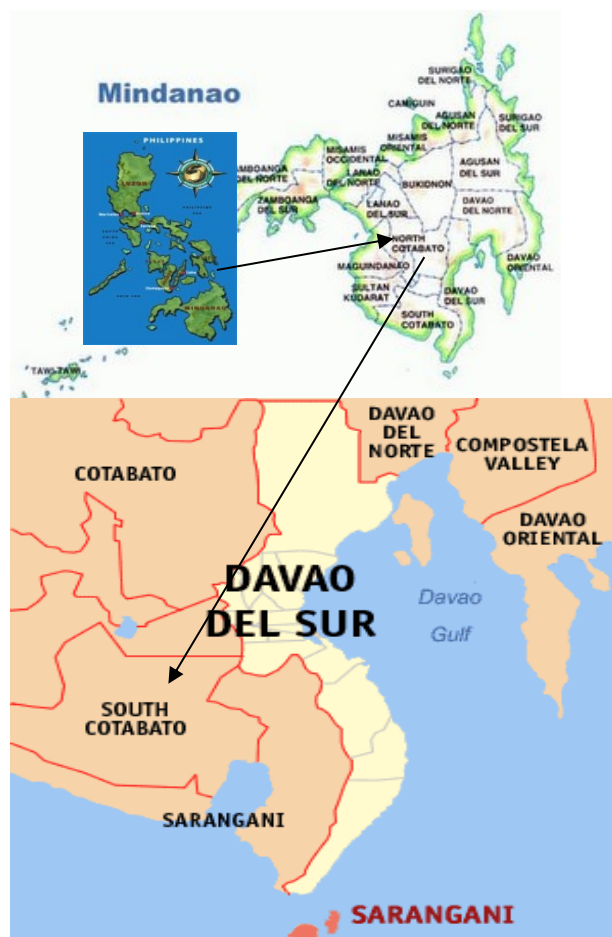 Mindanao
PHILIPPINES
LUZON
MINDANAO
SURIGAO
DEL NORTE
CAMIGUIN
AGUSAN
DEL NORTE
SURIGAO
DEL SUR
MISAMIS
ORIENTAL
MISAMIS
OCCIDENTAL
AMBOANGA
DEL NORTE
LANAO
DEL NORTE
BUKIDNON
AGUSAN
DEL SUR
ZAMBOANGA
DEL SUR
LANAO
DEL SUR
DAVAO
DEL NORTE
NORTH
COTABATO
MAGUINDANAO
DAVAO
ORIENTAL
SULTAN
KUDARAT
DAVAO
DEL SUR
SOUTH
COTABATO
TAWI-TAWI
DAVAO
DEL
NORTE
COMPOSTELA
VALLEY
COTABATO
DAVAO
ORIENTAL
DAVAO
DEL SUR
Davao
Gulf
SOUTH
COTABATO
SARANGANI
SARANGANI